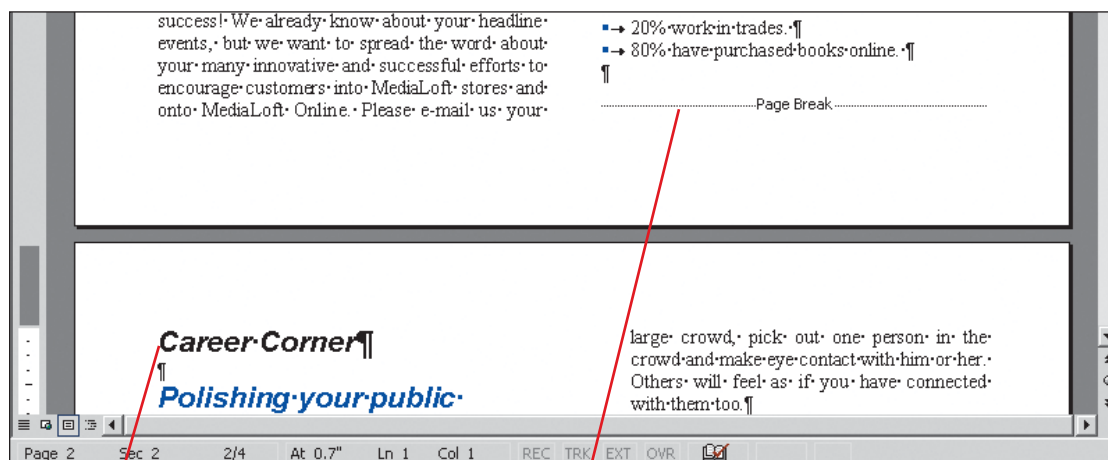 success! We already know about your headline
events, but we want to spread the word about
your many innovative and successful efforts to
encourage customers into MediaLoft stores and
onto MediaLoft Online. Please e-mail us your
20% work in trades. ¶
80% have purchased books online. ¶
¶
Page Break
Career Corner¶
¶
Polishing your public
large crowd, pick out one person in the
crowd and make eye contact with him or her.
Others will feel as if you have connected
with them too.¶
Page 2 Sec 2 2/4 At 0.7" Ln 1 Col 1 REC TRK EXT OVR